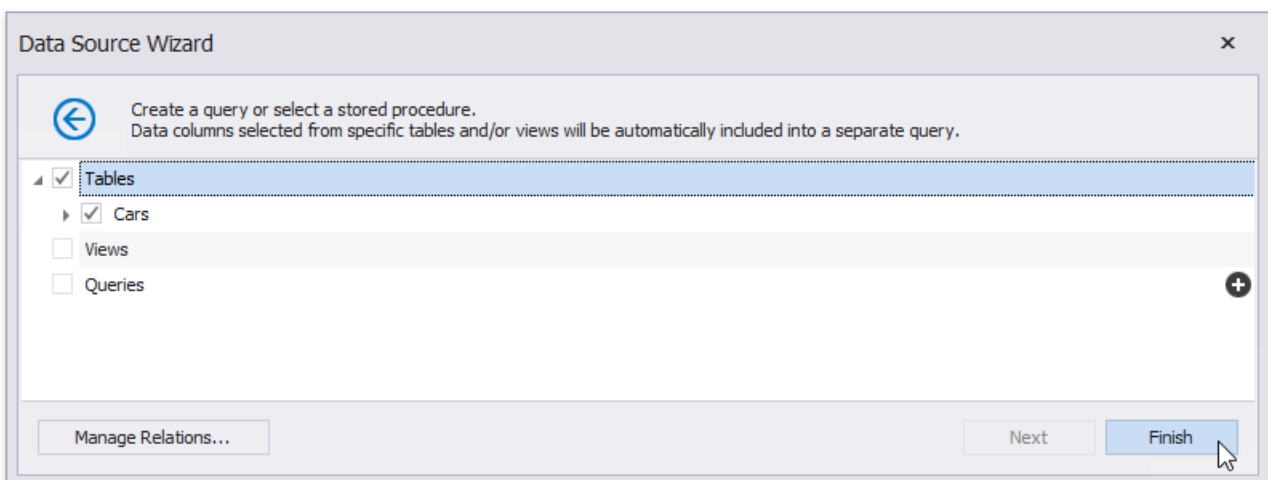 Data Source Wizard
Create a query or select a stored procedure.
Data columns selected from specific tables and/or views will be automatically included into a separate query.
Tables
Cars
Views
Queries
Manage Relations...
Next
Finish